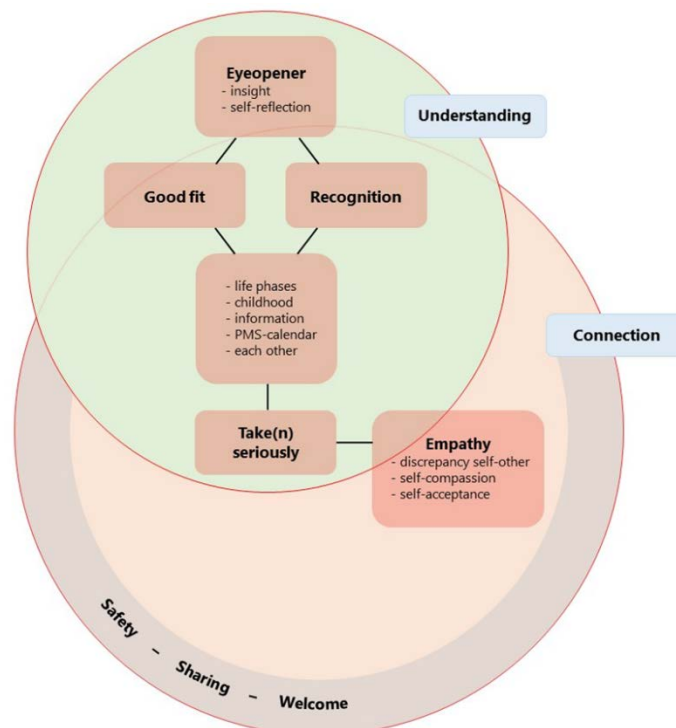 Eyeopener
- insight
- self-reflection
Understanding
Good fit
Recognition
- life phases
- childhood
- information
- PMS-calendar
- each other
Connection
Take(n)
seriously
Empathy
- discrepancy self-other
- self-compassion
- self-acceptance
Safety – Sharing – Welcome